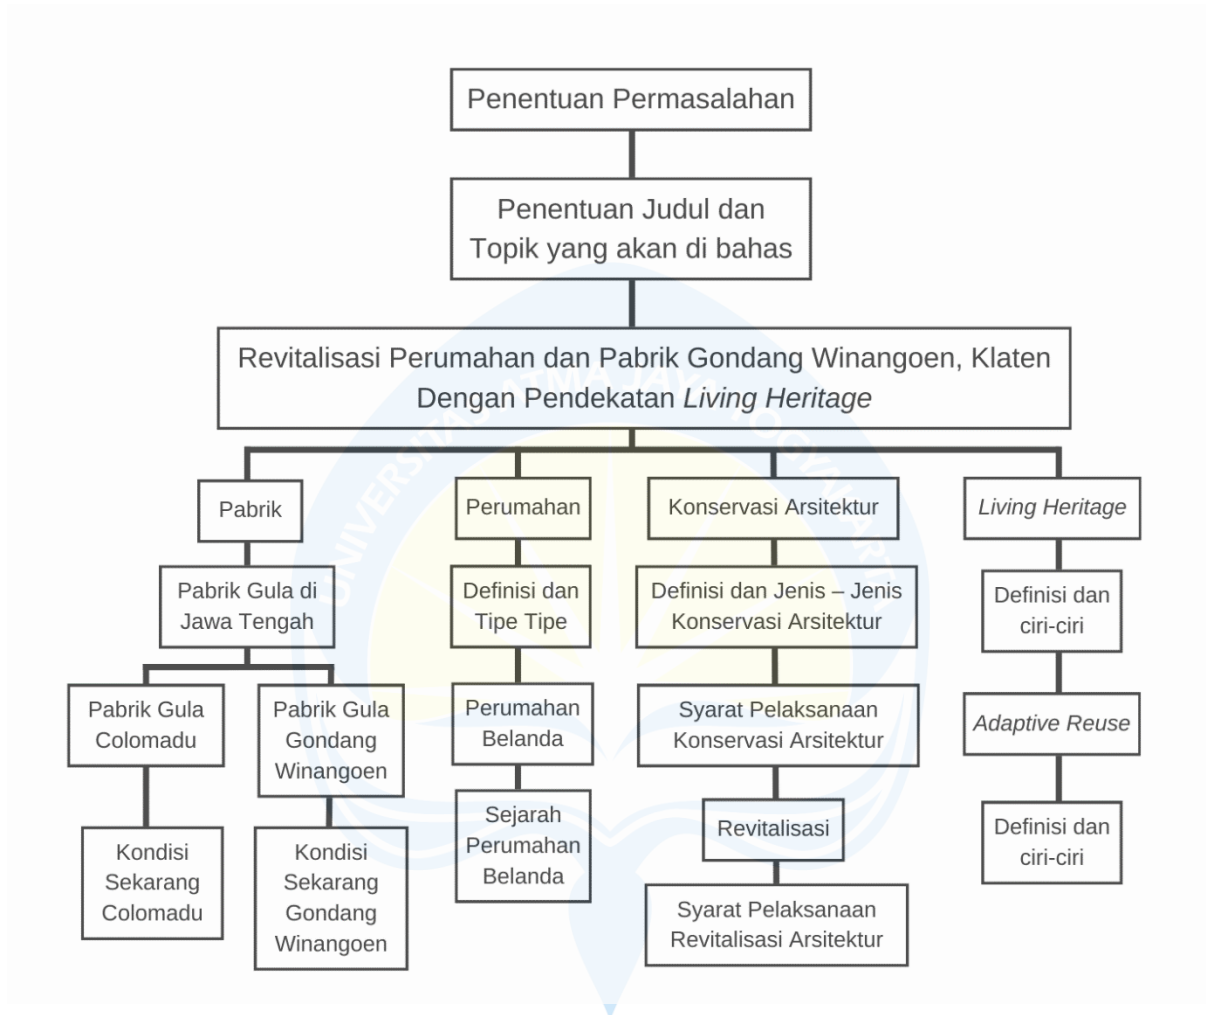 Penentuan Permasalahan
Penentuan Judul dan
Topik yang akan di bahas
Revitalisasi Perumahan dan Pabrik Gondang Winangoen, Klaten
Dengan Pendekatan Living Heritage
Pabrik
Pabrik Gula di
Jawa Tengah
Pabrik Gula
Colomadu
Kondisi
Sekarang
Colomadu
Pabrik Gula
Gondang
Winangoen
Kondisi
Sekarang
Gondang
Winangoen
Perumahan
Definisi dan
Tipe Tipe
Perumahan
Belanda
Sejarah
Perumahan
Belanda
Konservasi Arsitektur
Definisi dan Jenis – Jenis
Konservasi Arsitektur
Syarat Pelaksanaan
Konservasi Arsitektur
Revitalisasi
Syarat Pelaksanaan
Revitalisasi Arsitektur
Living Heritage
Definisi dan
ciri-ciri
Adaptive Reuse
Definisi dan
ciri-ciri
UNIVERSITAS ATMA JAYA YOGYAKARTA